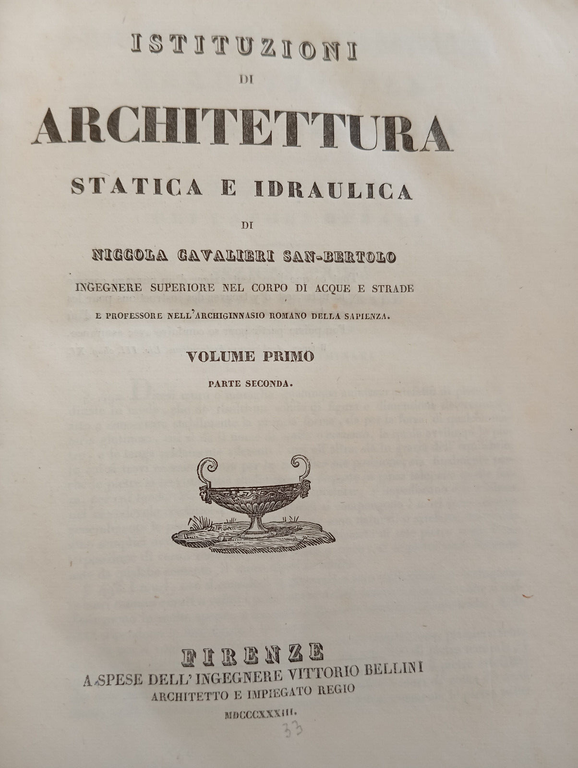 ISTITUZIONI
DI
ARCHITETTURA
STATICA E IDRAULICA
DI
NICCOLA CAVALIERI SAN-BERTOLO
INGEGNERE SUPERIORE NEL CORPO DI ACQUE E STRADE
E PROFESSORE NELL'ARCHIGINNASIO ROMANO DELLA SAPIENZA.
VOLUME PRIMO
PARTE SECONDA.
FIRENZE
A SPESE DELL'INGEGNERE VITTORIO BELLINI
ARCHITETTO E IMPIEGATO REGIO
MDCCCXXXIII.
33